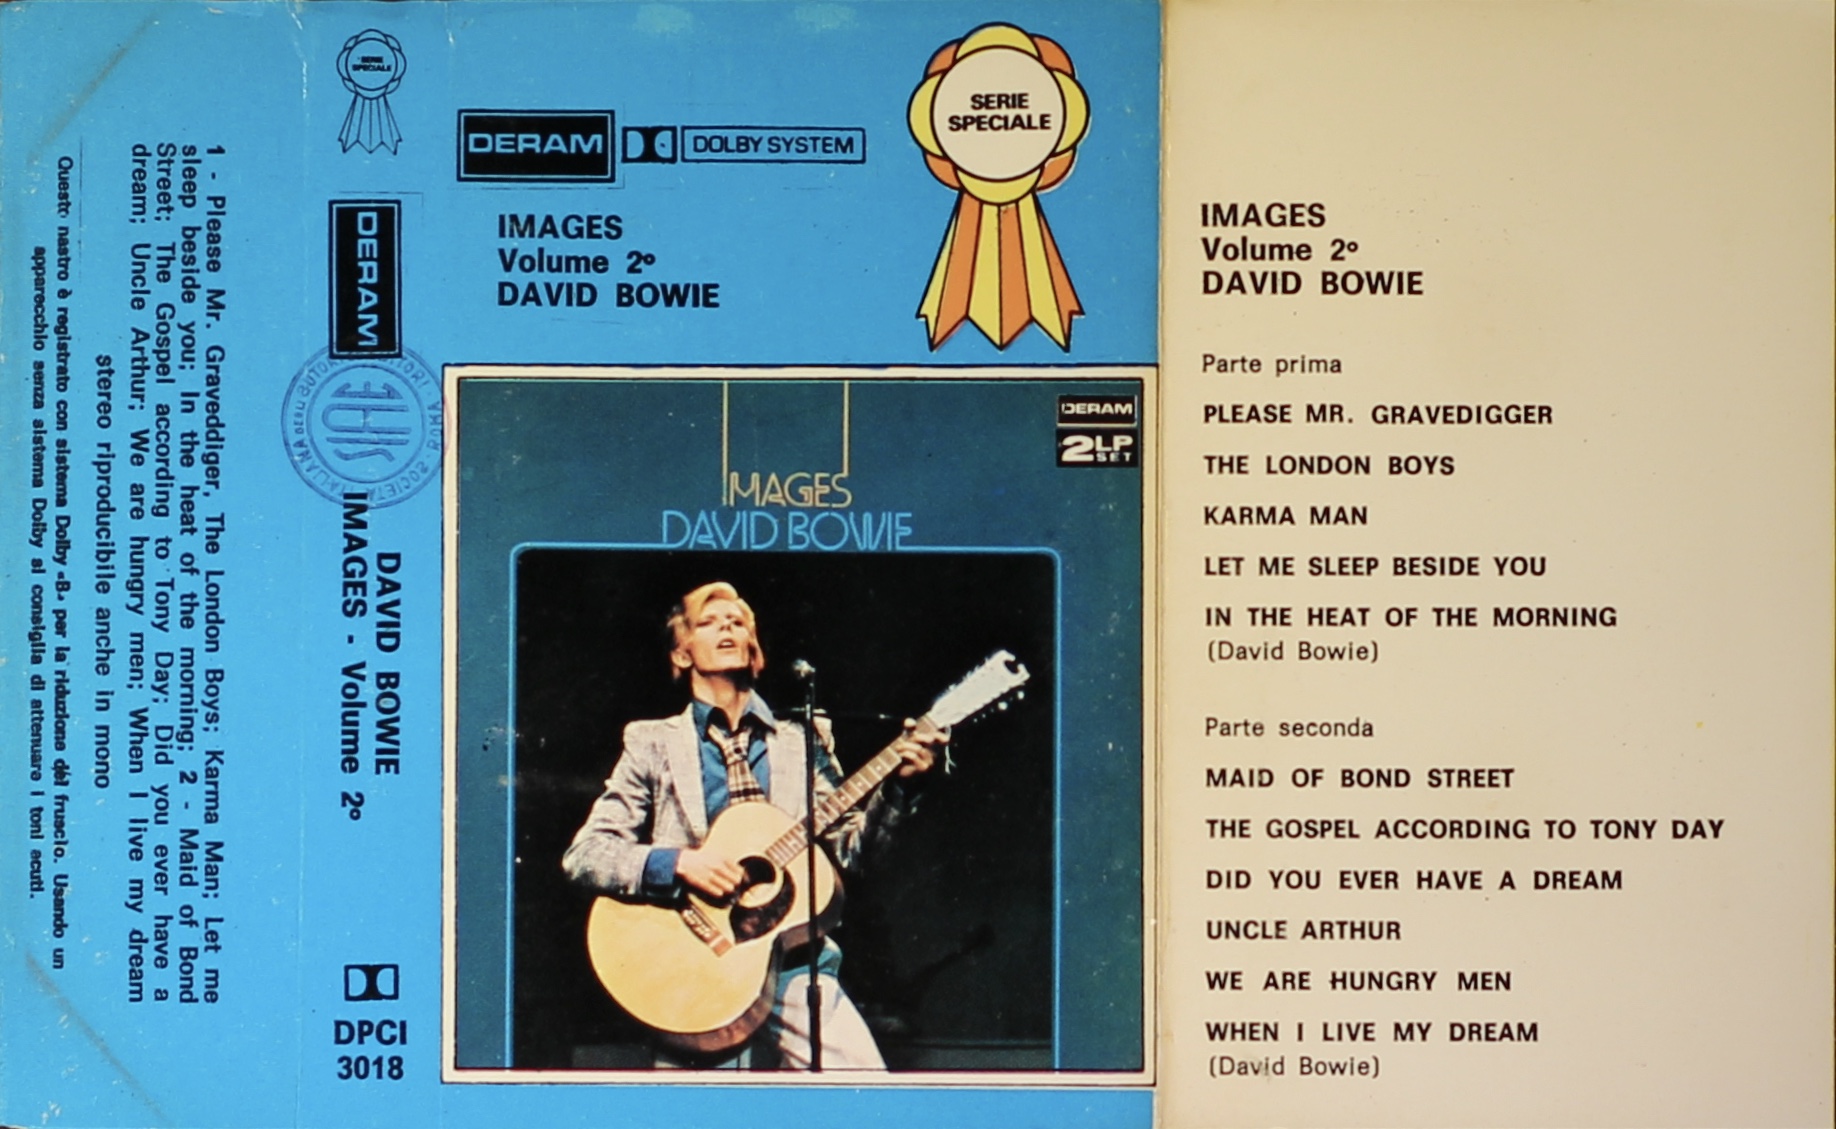 1 - Please Mr. Graveddiger, The London Boys; Karma Man; Let me
sleep beside you; In the heat of the morning; 2 - Maid of Bond
Street; The Gospel according to Tony Day; Did you ever have a
dream; Uncle Arthur; We are hungry men; When I live my dream
stereo riproducibile anche in mono
Questo nastro è registrato con sistema Dolby «B» per la riduzione del fruscio. Usando un
apparecchio senza sistema Dolby si consiglia di attenuare i toni acuti.
SERIE
SPECIALE
DERAM
DAVID BOWIE
IMAGES - Volume 2º
DPCI
3018
DERAM
DOLBY SYSTEM
SERIE
SPECIALE
IMAGES
Volume 2º
DAVID BOWIE
DERAM
2 LP
SET
IMAGES
DAVID BOWIE
IMAGES
Volume 2º
DAVID BOWIE
Parte prima
PLEASE MR. GRAVEDIGGER
THE LONDON BOYS
KARMA MAN
LET ME SLEEP BESIDE YOU
IN THE HEAT OF THE MORNING
(David Bowie)
Parte seconda
MAID OF BOND STREET
THE GOSPEL ACCORDING TO TONY DAY
DID YOU EVER HAVE A DREAM
UNCLE ARTHUR
WE ARE HUNGRY MEN
WHEN I LIVE MY DREAM
(David Bowie)